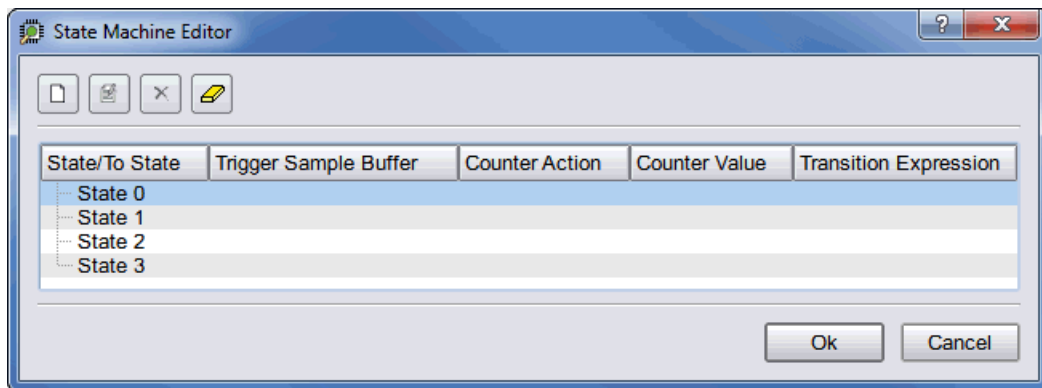 State Machine Editor
?
State/To State Trigger Sample Buffer Counter Action Counter Value Transition Expression
State 0
State 1
State 2
State 3
Ok Cancel